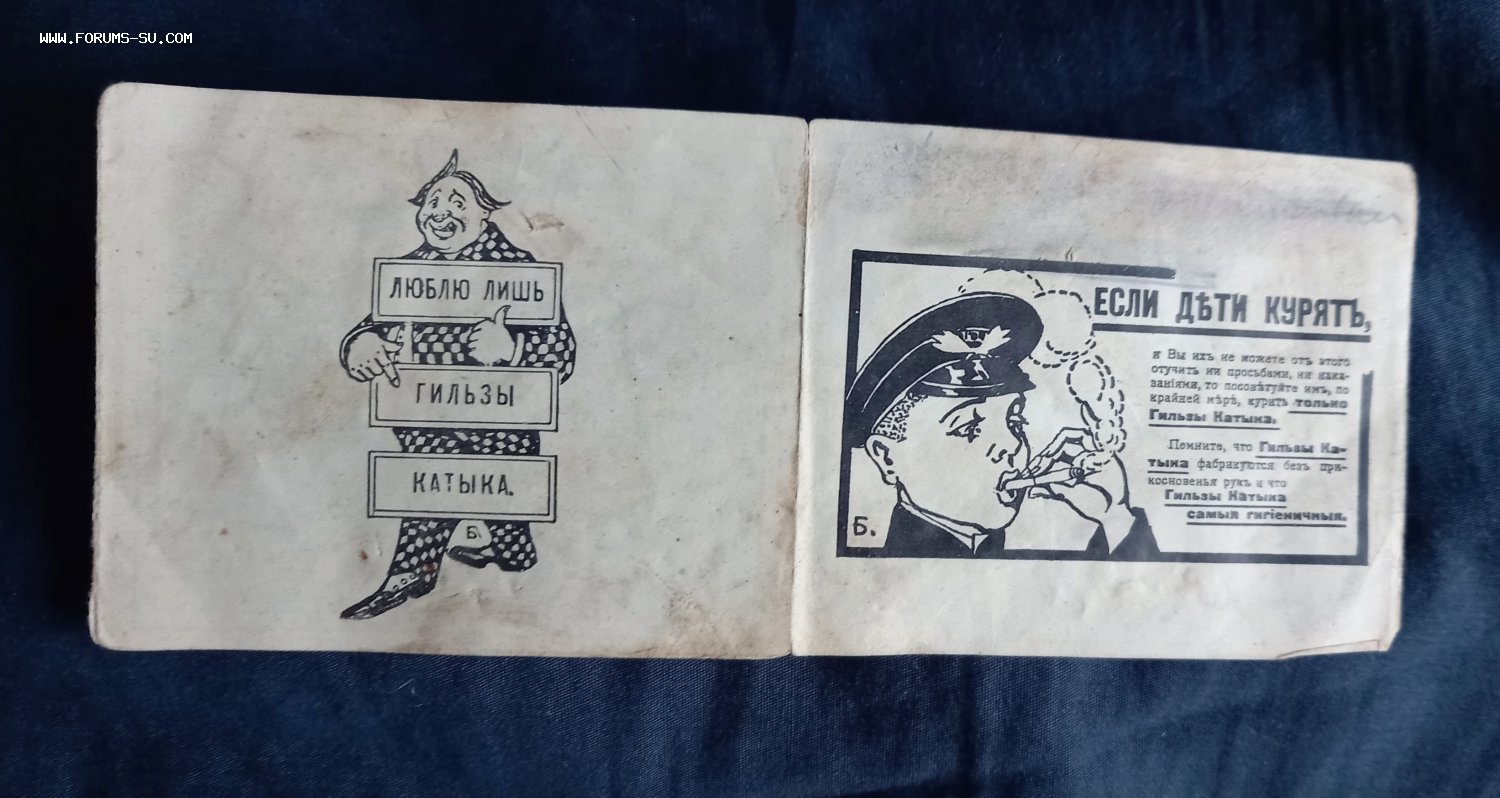 WWW.FORUMS-SU.COM
ЛЮБЛЮ ЛИШЬ
ГИЛЬЗЫ
КАТЫКА.
Б.
ЕСЛИ ДѢТИ КУРЯТЪ,
и Вы ихъ не можете отъ этого
отучить ни просьбами, ни нака-
занiями, то посовѣтуйте имъ, по
крайней мѣрѣ, курить только
Гильзы Катыка.
Помните, что Гильзы Ка-
тыка фабрикуются безъ при-
косновенья рукъ и что
Гильзы Катыка
самыя гигiеничныя.
Б.